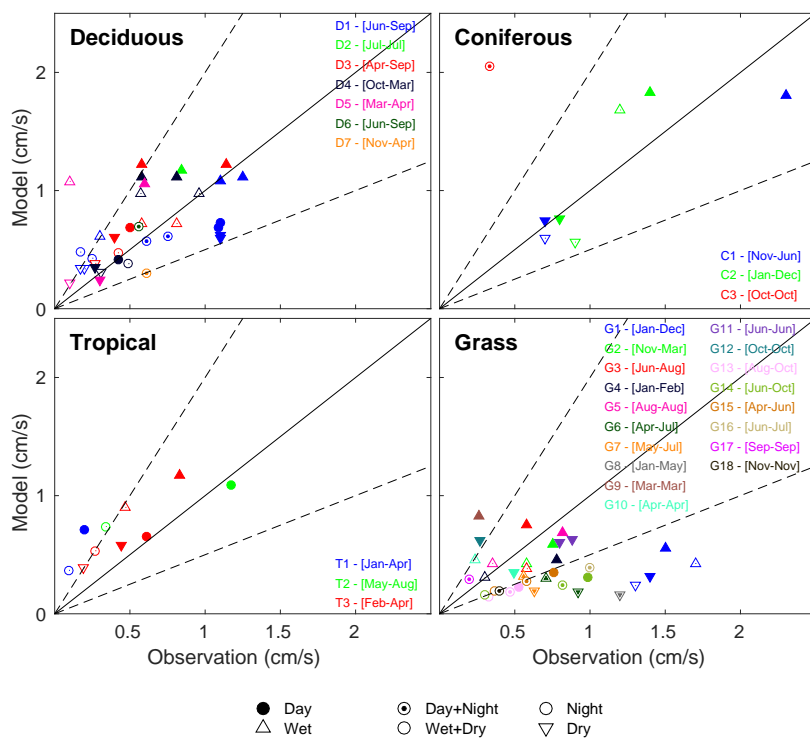 Deciduous
D1 - [Jun-Sep]
D2 - [Jul-Jul]
D3 - [Apr-Sep]
D4 - [Oct-Mar]
D5 - [Mar-Apr]
D6 - [Jun-Sep]
D7 - [Nov-Apr]
2
1
0
Model (cm/s)
Coniferous
C1 - [Nov-Jun]
C2 - [Jan-Dec]
C3 - [Oct-Oct]
Tropical
T1 - [Jan-Apr]
T2 - [May-Aug]
T3 - [Feb-Apr]
2
1
0
Model (cm/s)
0.5 1 1.5 2
Observation (cm/s)
Grass
G1 - [Jan-Dec] G11 - [Jun-Jun]
G2 - [Nov-Mar] G12 - [Oct-Oct]
G3 - [Jun-Aug] G13 - [Aug-Oct]
G4 - [Jan-Feb] G14 - [Jun-Oct]
G5 - [Aug-Aug] G15 - [Apr-Jun]
G6 - [Apr-Jul] G16 - [Jun-Jul]
G7 - [May-Jul] G17 - [Sep-Sep]
G8 - [Jan-May] G18 - [Nov-Nov]
G9 - [Mar-Mar]
G10 - [Apr-Apr]
0.5 1 1.5 2
Observation (cm/s)
Day Day+Night Night
Wet Wet+Dry Dry